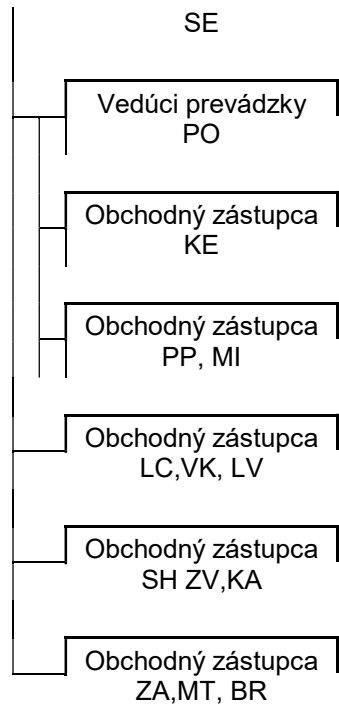 SE
Vedúci prevádzky
PO
Obchodný zástupca
KE
Obchodný zástupca
PP, MI
Obchodný zástupca
LC,VK, LV
Obchodný zástupca
SH ZV,KA
Obchodný zástupca
ZA,MT, BR